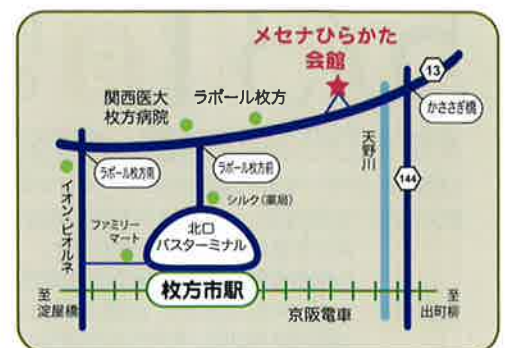 メセナひらかた
会館
13
関西医大
枚方病院
ラポール枚方
かささぎ橋
天野川
ラポール枚方南
ラポール枚方前
144
イオン・ビオルネ
シルク(薬局)
ファミリー
マート
北口
バスターミナル
至
淀屋橋
枚方市駅
京阪電車
至
出町柳